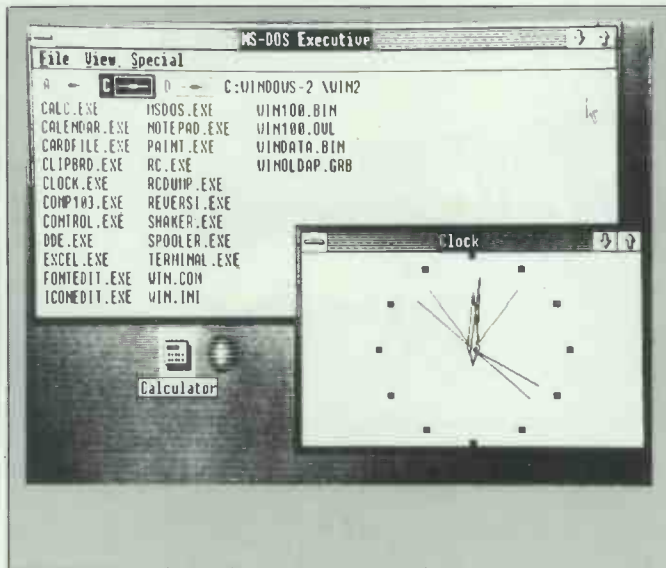 MS-DOS Executive
File View Special
A C D C:WINDOWS-2 \WIN2
CALC.EXE MSDOS.EXE WIN100.BIN
CALENDAR.EXE NOTEPAD.EXE WIN100.OVL
CARDFILE.EXE PAINT.EXE WINDATA.BIN
CLIPBRD.EXE RC.EXE WINOLDAP.GRB
CLOCK.EXE RCDUMP.EXE
COMP103.EXE REVERSI.EXE
CONTROL.EXE SHAKER.EXE
DDE.EXE SPOOLER.EXE
EXCEL.EXE TERMINAL.EXE
FONTEDIT.EXE WIN.COM
ICONEDIT.EXE WIN.INI
Clock
Calculator